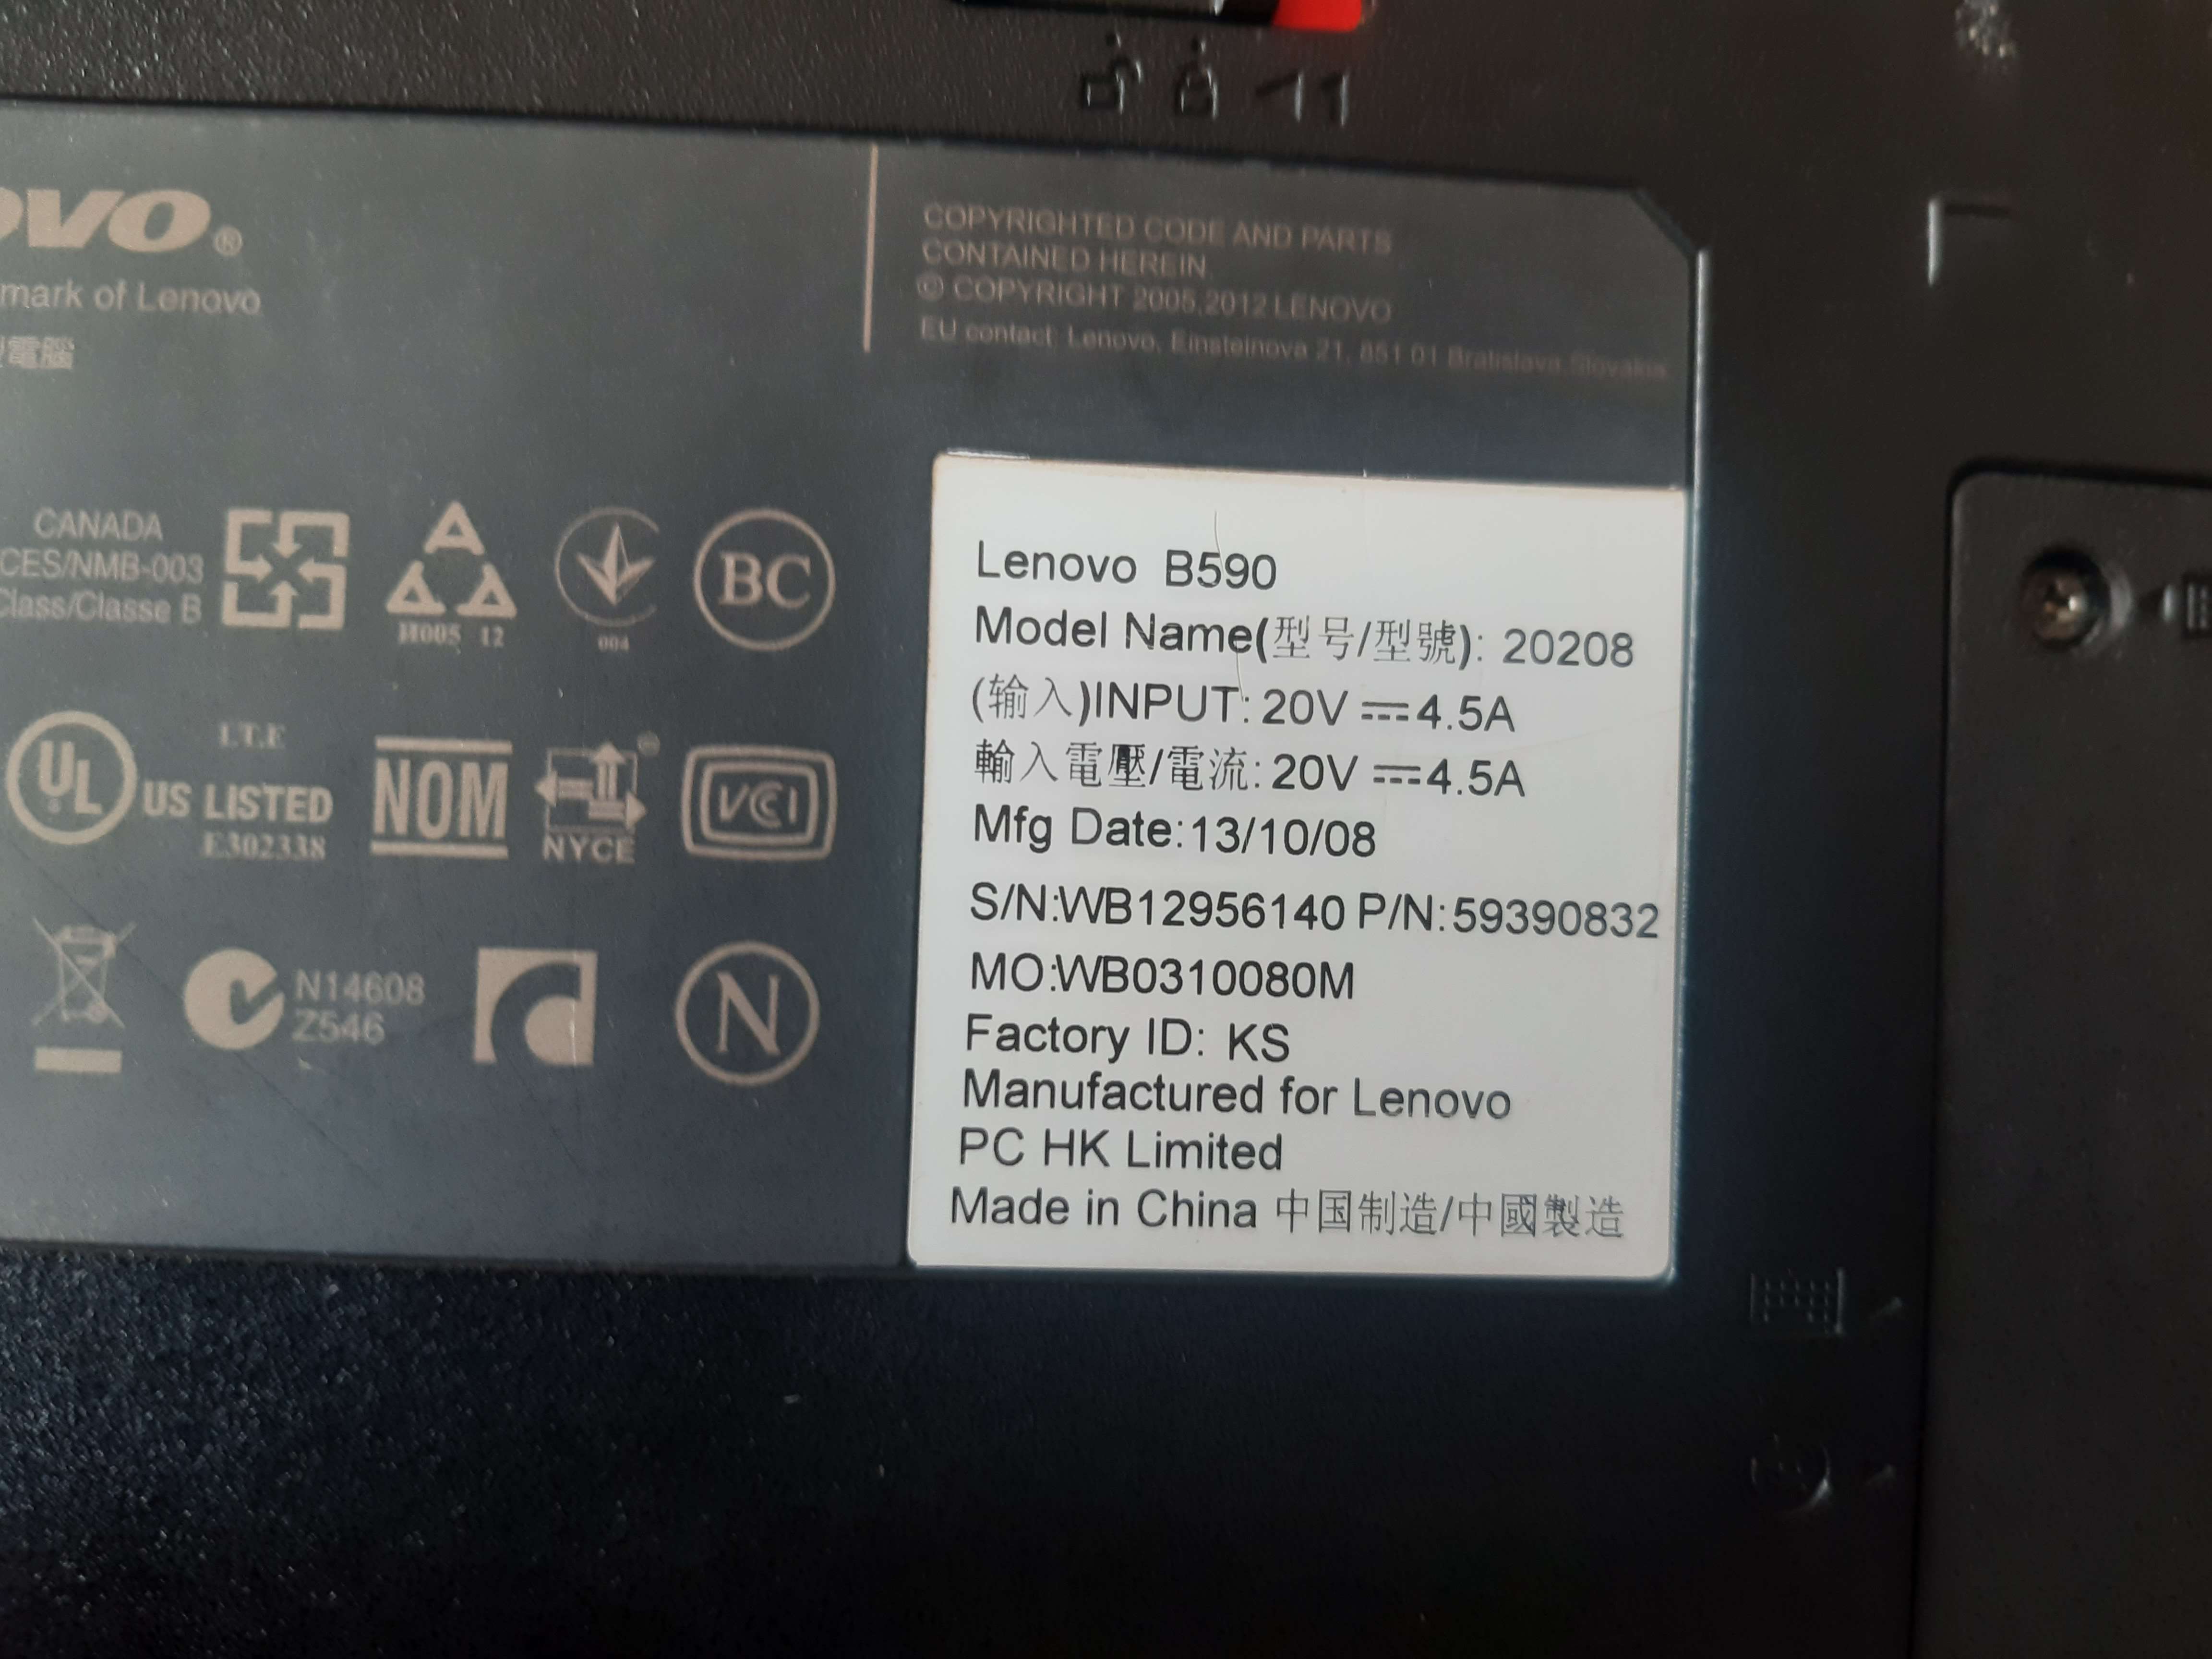 OVO®
mark of Lenovo
電腦
COPYRIGHTED CODE AND PARTS
CONTAINED HEREIN.
© COPYRIGHT 2005,2012 LENOVO
EU contact: Lenovo, Einsteinova 21, 851 01 Bratislava,Slovakia
CANADA
CES/NMB-003
Class/Classe B
H005 12
004
BC
Lenovo B590
Model Name(型号/型號): 20208
(输入)INPUT: 20V ⎓ 4.5A
輸入電壓/電流: 20V ⎓ 4.5A
Mfg Date:13/10/08
S/N:WB12956140 P/N:59390832
MO:WB0310080M
Factory ID: KS
Manufactured for Lenovo
PC HK Limited
Made in China 中国制造/中國製造
UL
I.T.E
US LISTED
E302338
NOM
NYCE
VCI
N14608
Z546
N